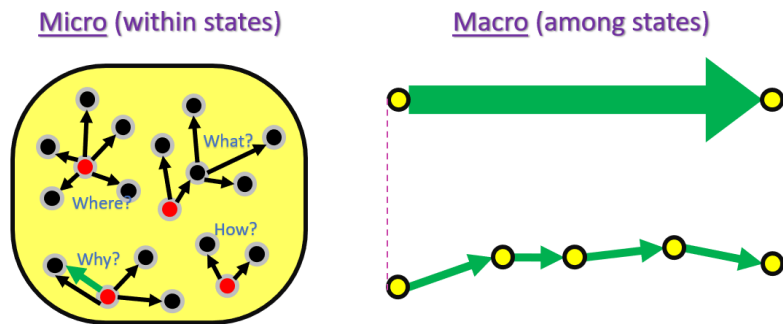 Micro (within states)
Macro (among states)
What?
Where?
How?
Why?